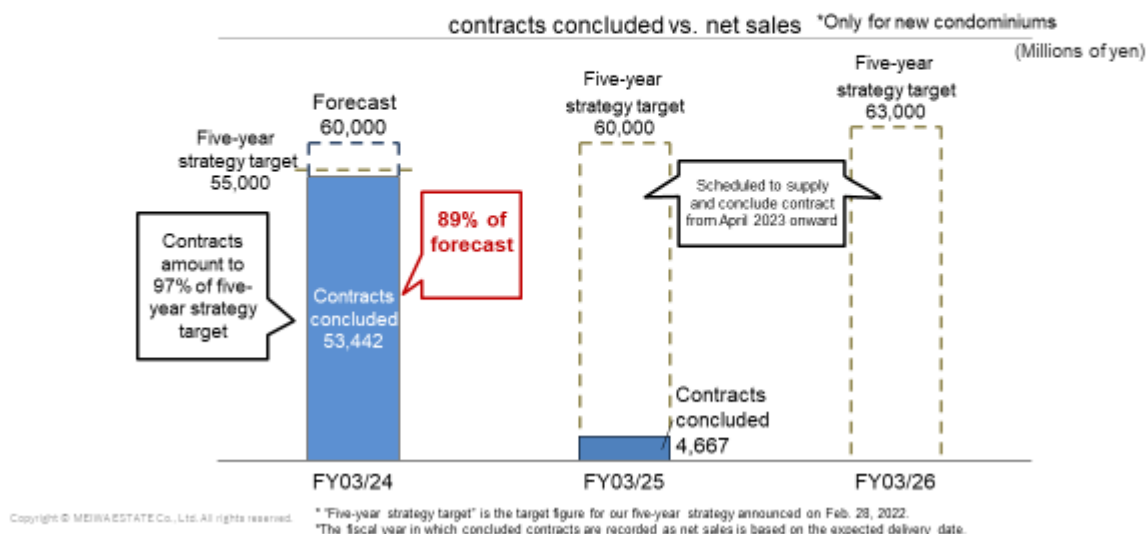 contracts concluded vs. net sales *Only for new condominiums
(Millions of yen)
Forecast
60,000
Five-year
strategy target
55,000
Contracts
amount to
97% of five-
year strategy
target
Contracts
concluded
53,442
89% of
forecast
Five-year
strategy target
60,000
Scheduled to supply
and conclude contract
from April 2023 onward
Five-year
strategy target
63,000
Contracts
concluded
4,667
FY03/24
FY03/25
FY03/26
Copyright © MEIWAESTATE Co., Ltd. All rights reserved.
* "Five-year strategy target" is the target figure for our five-year strategy announced on Feb. 28, 2022.
*The fiscal year in which concluded contracts are recorded as net sales is based on the expected delivery date.